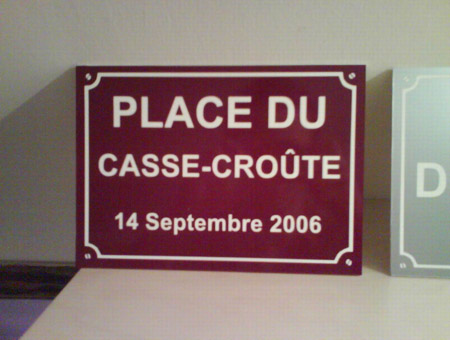 PLACE DU
CASSE-CROÛTE
14 Septembre 2006
D